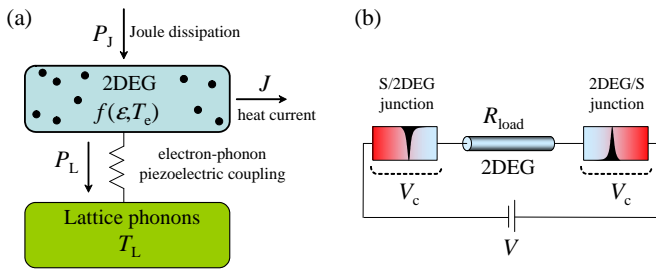 (a)
P_J
Joule dissipation
2DEG
f(ε,T_e)
J
heat current
P_L
electron-phonon
piezoelectric coupling
Lattice phonons
T_L
(b)
S/2DEG
junction
2DEG/S
junction
R_load
2DEG
V_c
V_c
V